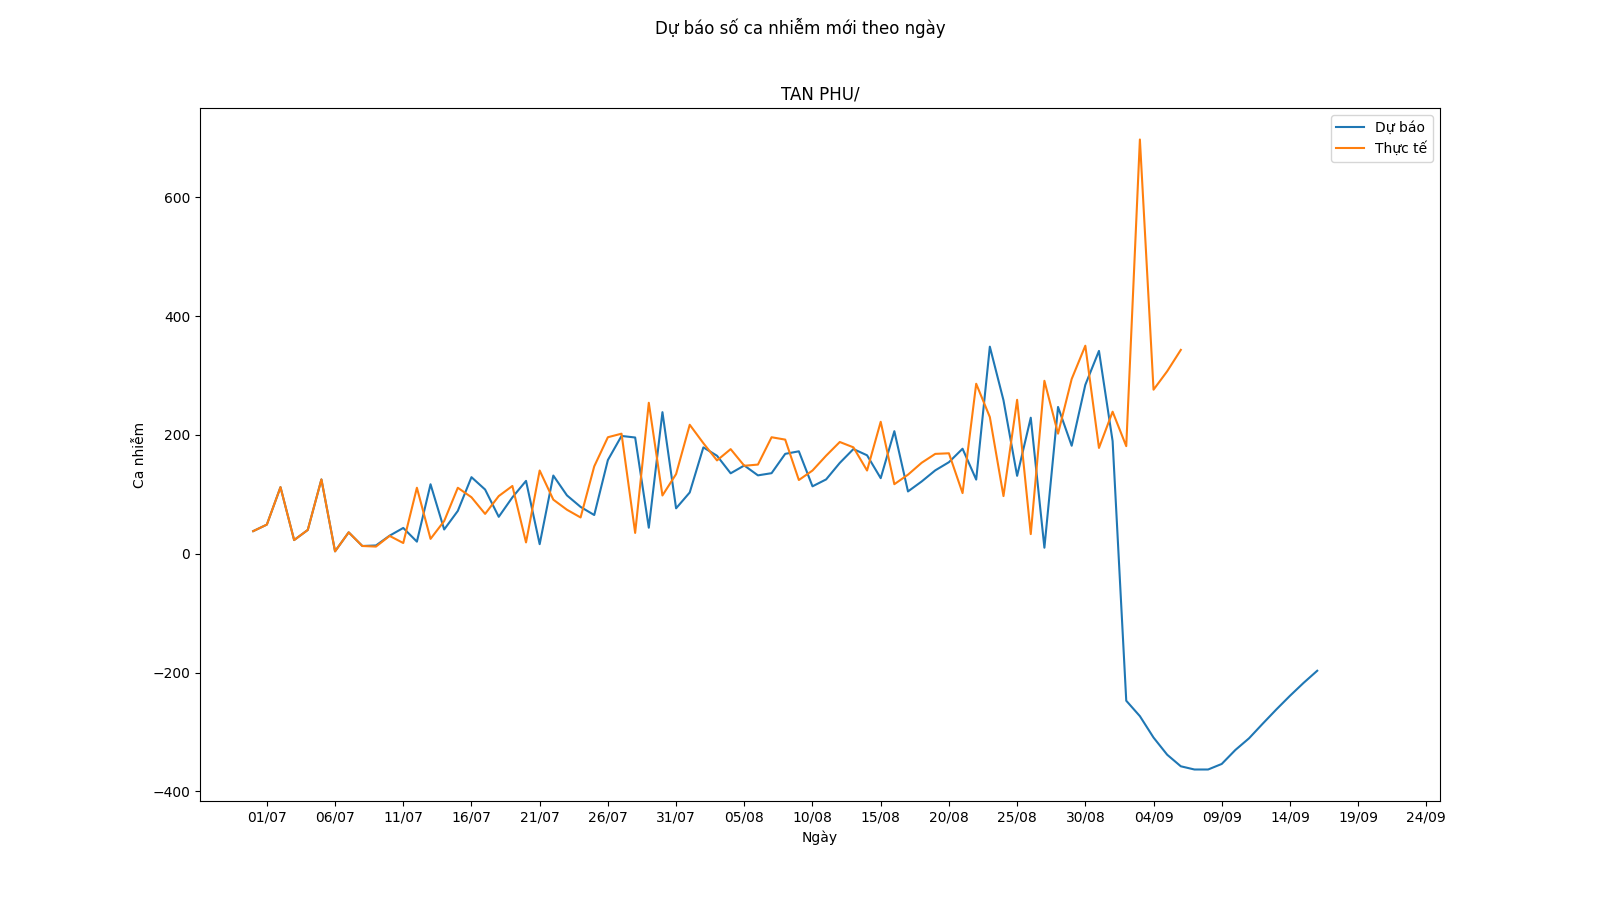 Dự báo số ca nhiễm mới theo ngày
TAN PHU/
Dự báo
Thực tế
600
400
200
0
−200
−400
Ca nhiễm
01/07 06/07 11/07 16/07 21/07 26/07 31/07 05/08 10/08 15/08 20/08 25/08 30/08 04/09 09/09 14/09 19/09 24/09
Ngày